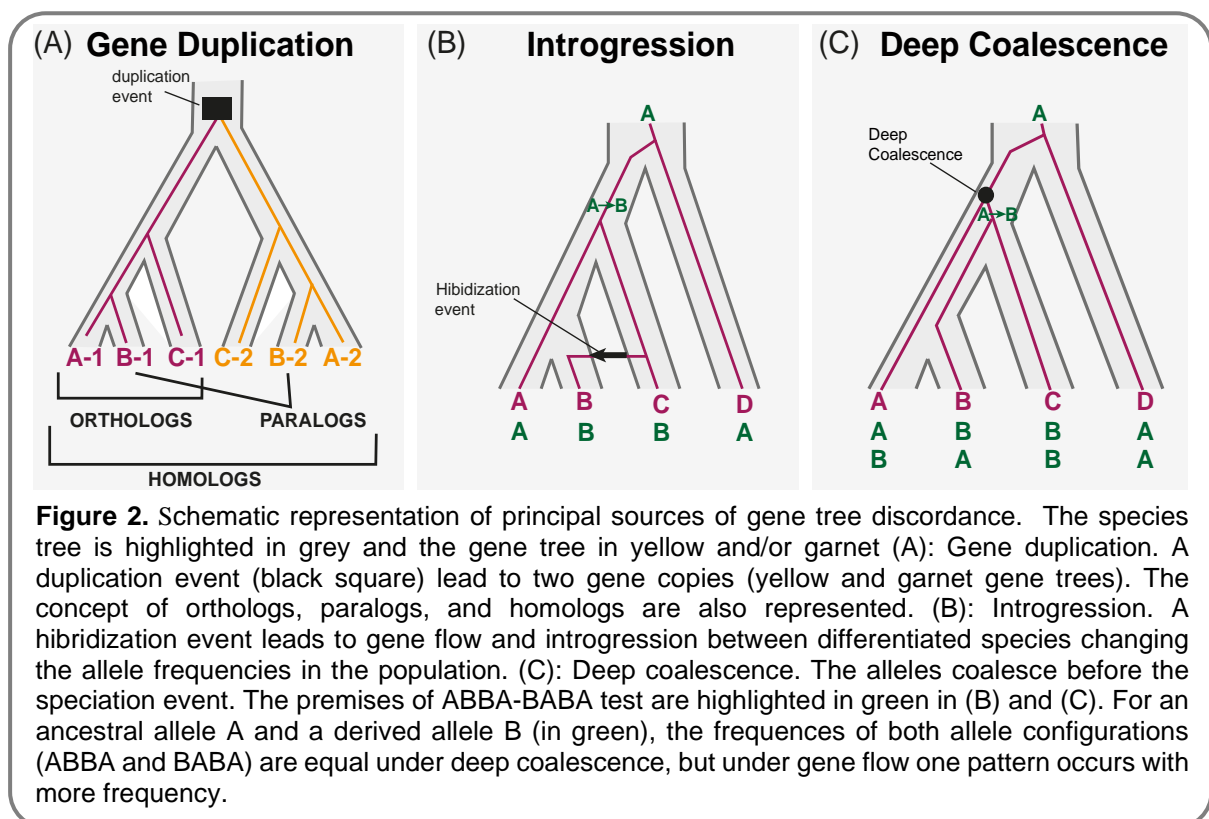 (A) Gene Duplication
duplication
event
A-1 B-1 C-1 C-2 B-2 A-2
ORTHOLOGS PARALOGS
HOMOLOGS
(B) Introgression
A
A→B
Hibidization
event
A B C D
A B B A
(C) Deep Coalescence
A
Deep
Coalescence
A→B
A B C D
A B B A
B A B A
Figure 2. Schematic representation of principal sources of gene tree discordance. The species
tree is highlighted in grey and the gene tree in yellow and/or garnet (A): Gene duplication. A
duplication event (black square) lead to two gene copies (yellow and garnet gene trees). The
concept of orthologs, paralogs, and homologs are also represented. (B): Introgression. A
hibridization event leads to gene flow and introgression between differentiated species changing
the allele frequencies in the population. (C): Deep coalescence. The alleles coalesce before the
speciation event. The premises of ABBA-BABA test are highlighted in green in (B) and (C). For an
ancestral allele A and a derived allele B (in green), the frequences of both allele configurations
(ABBA and BABA) are equal under deep coalescence, but under gene flow one pattern occurs with
more frequency.